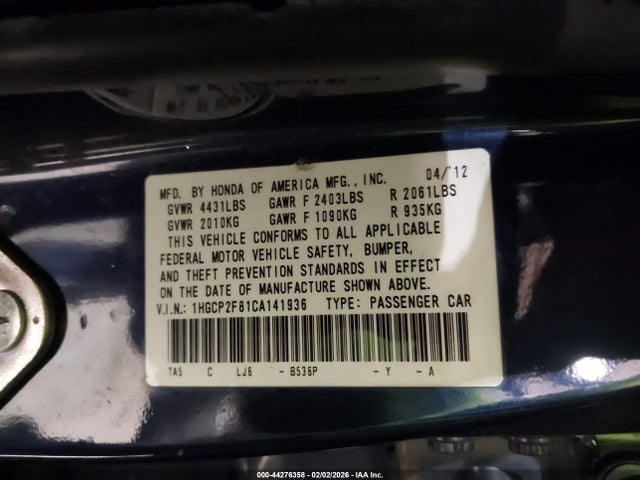 MFD. BY HONDA OF AMERICA MFG., INC. 04/'12
GVWR 4431LBS GAWR F 2403LBS R 2061LBS
GVWR 2010KG GAWR F 1090KG R 935KG
THIS VEHICLE CONFORMS TO ALL APPLICABLE
FEDERAL MOTOR VEHICLE SAFETY, BUMPER,
AND THEFT PREVENTION STANDARDS IN EFFECT
ON THE DATE OF MANUFACTURE SHOWN ABOVE.
V.I.N.: 1HGCP2F81CA141936 TYPE: PASSENGER CAR
TA5 C LJ6 - B536P - Y - A
000-44276358 - 02/02/2026 - IAA Inc.